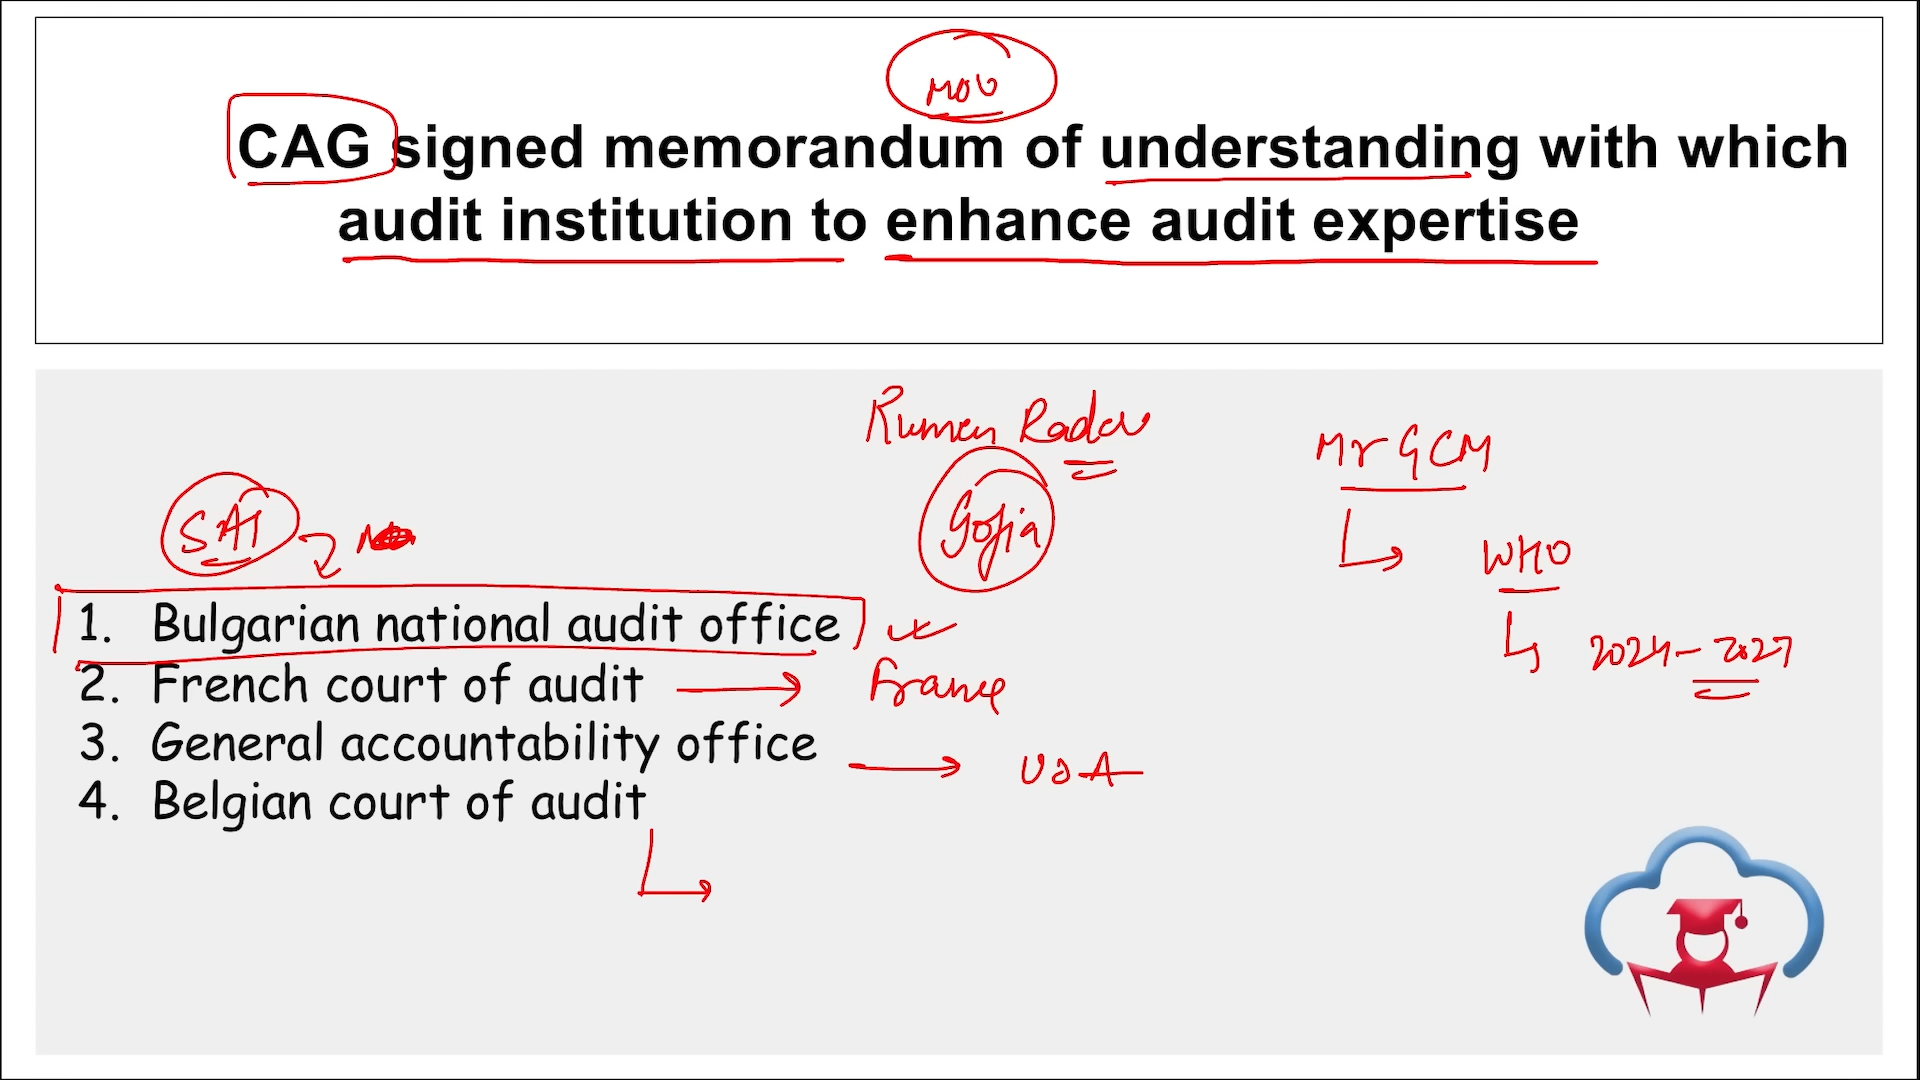 MOU
CAG signed memorandum of understanding with which
audit institution to enhance audit expertise
Rumen Radev
Mr GCM
Sofia
SAI
WHO
1. Bulgarian national audit office
2024-2027
2. French court of audit → France
3. General accountability office → USA
4. Belgian court of audit